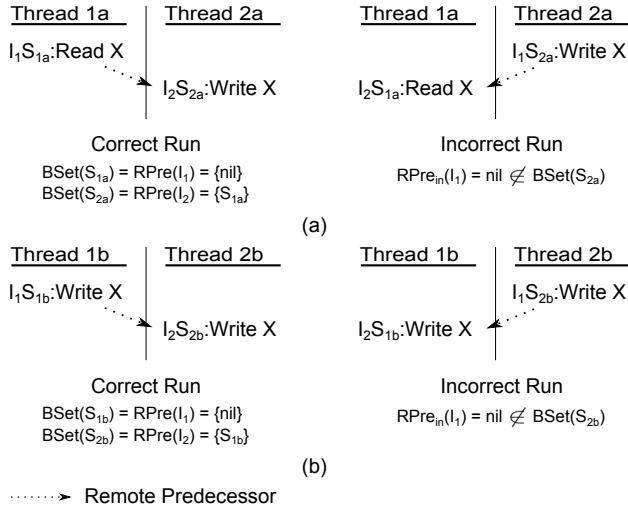 Thread 1a Thread 2a Thread 1a Thread 2a
I₁S₁ₐ:Read X I₁S₂ₐ:Write X
I₂S₂ₐ:Write X I₂S₁ₐ:Read X
Correct Run Incorrect Run
BSet(S₁ₐ) = RPre(I₁) = {nil} RPreᵢₙ(I₁) = nil ∉ BSet(S₂ₐ)
BSet(S₂ₐ) = RPre(I₂) = {S₁ₐ}
(a)
Thread 1b Thread 2b Thread 1b Thread 2b
I₁S₁b:Write X I₁S₂b:Write X
I₂S₂b:Write X I₂S₁b:Write X
Correct Run Incorrect Run
BSet(S₁b) = RPre(I₁) = {nil} RPreᵢₙ(I₁) = nil ∉ BSet(S₂b)
BSet(S₂b) = RPre(I₂) = {S₁b}
(b)
Remote Predecessor